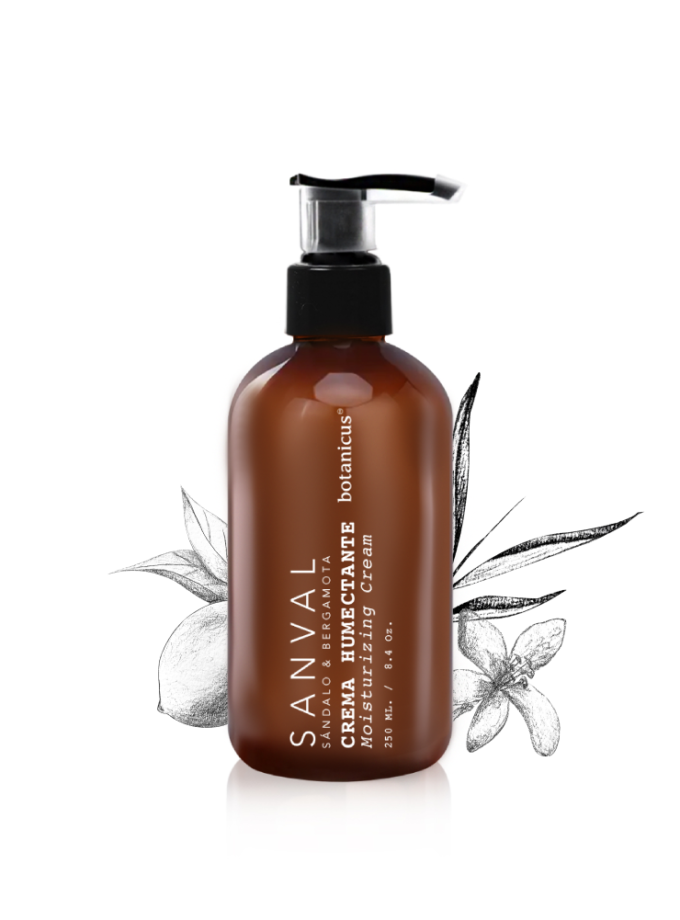 SANVAL
SÁNDALO & BERGAMOTA
CREMA HUMECTANTE
botanicus®
Moisturizing Cream
250 ML. / 8.4 Oz.